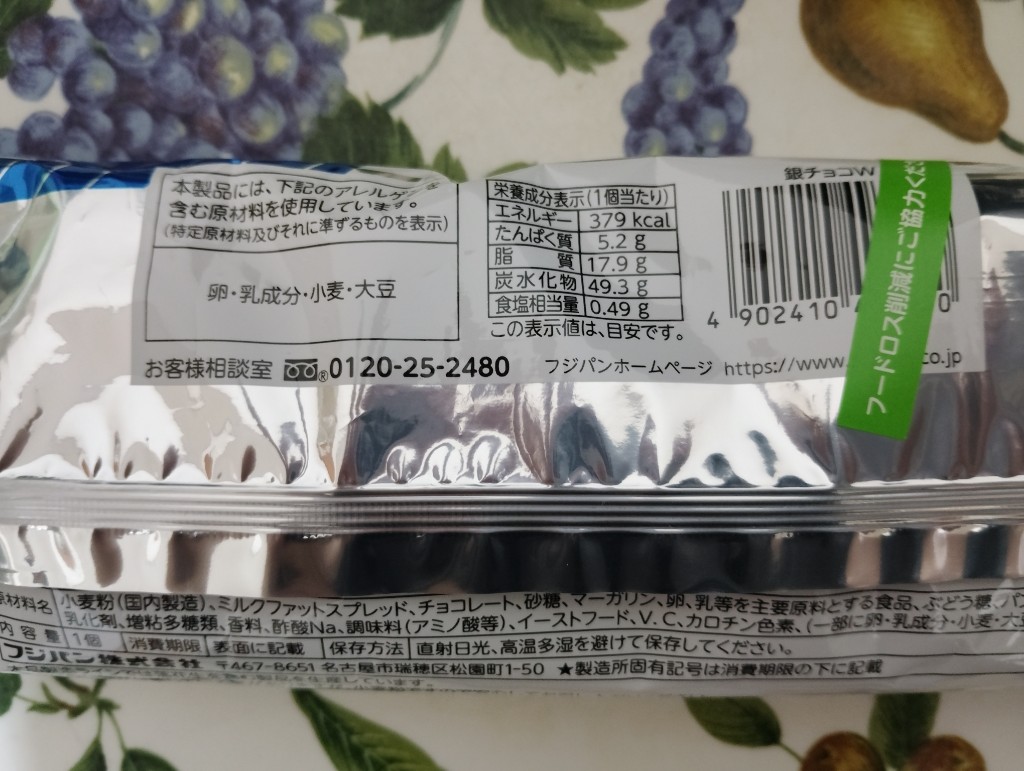 本製品には、下記のアレルゲンを
含む原材料を使用しています。
(特定原材料及びそれに準ずるものを表示)
卵・乳成分・小麦・大豆
栄養成分表示(1個当たり)
エネルギー 379 kcal
たんぱく質 5.2 g
脂質 17.9 g
炭水化物 49.3 g
食塩相当量 0.49 g
この表示値は、目安です。
銀チョコW
4 902410 0
フードロス削減にご協力くだ
お客様相談室 0120-25-2480 フジパンホームページ https://www. co.jp
原材料名 小麦粉(国内製造)、ミルクファットスプレッド、チョコレート、砂糖、マーガリン、卵、乳等を主要原料とする食品、ぶどう糖、パ
乳化剤、増粘多糖類、香料、酢酸Na、調味料(アミノ酸等)、イーストフード、V.C、カロチン色素、(一部に卵・乳成分・小麦・大豆
内容量 1個 消費期限 表面に記載 保存方法 直射日光、高温多湿を避けて保存してください。
フジパン株式会社 〒467-8651 名古屋市瑞穂区松園町1-50 ★製造所固有記号は消費期限の下に記載